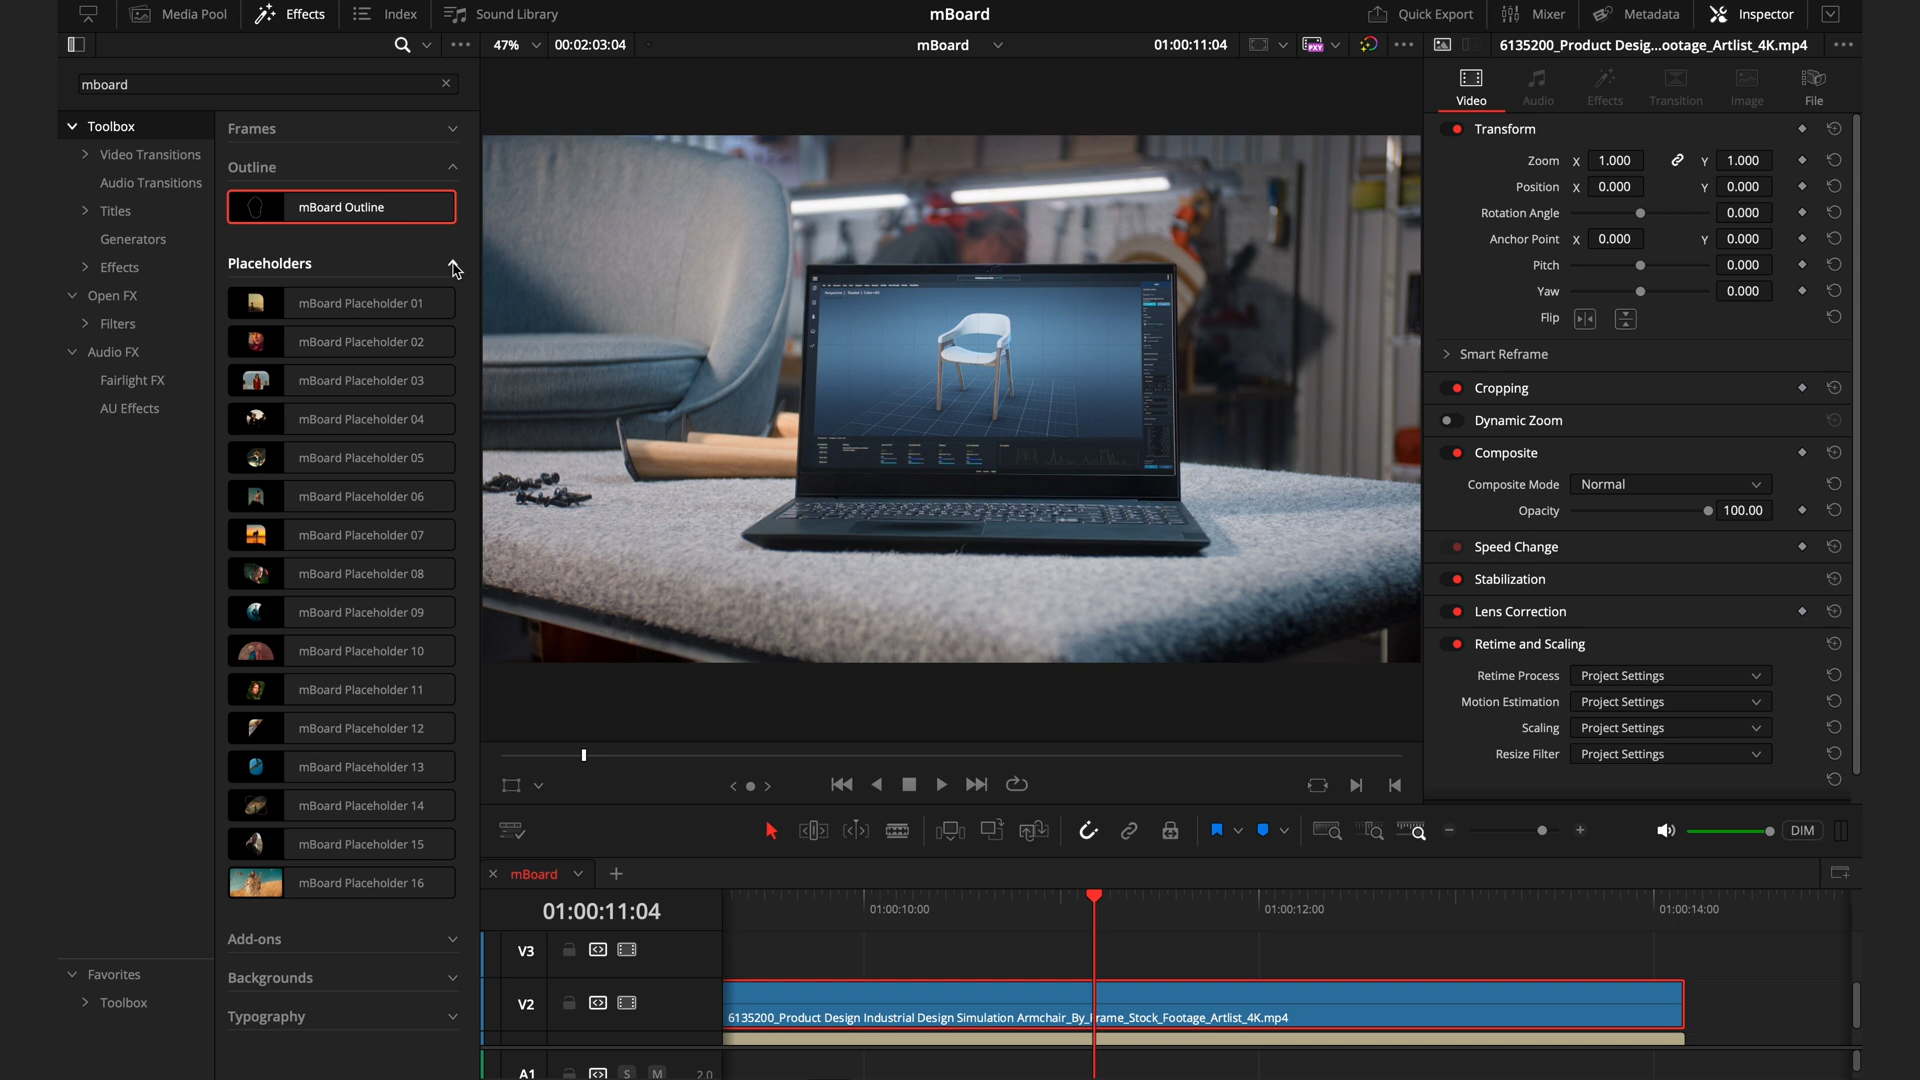 Media Pool
Effects
Index
Sound Library
mBoard
Quick Export
Mixer
Metadata
Inspector
47%
00:02:03:04
mBoard
01:00:11:04
PXY
6135200_Product Desig...ootage_Artlist_4K.mp4
mboard
Toolbox
Video Transitions
Audio Transitions
Titles
Generators
Effects
Open FX
Filters
Audio FX
Fairlight FX
AU Effects
Favorites
Toolbox
Frames
Outline
mBoard Outline
Placeholders
mBoard Placeholder 01
mBoard Placeholder 02
mBoard Placeholder 03
mBoard Placeholder 04
mBoard Placeholder 05
mBoard Placeholder 06
mBoard Placeholder 07
mBoard Placeholder 08
mBoard Placeholder 09
mBoard Placeholder 10
mBoard Placeholder 11
mBoard Placeholder 12
mBoard Placeholder 13
mBoard Placeholder 14
mBoard Placeholder 15
mBoard Placeholder 16
Add-ons
Backgrounds
Typography
Video
Audio
Effects
Transition
Image
File
Transform
Zoom X 1.000 Y 1.000
Position X 0.000 Y 0.000
Rotation Angle 0.000
Anchor Point X 0.000 Y 0.000
Pitch 0.000
Yaw 0.000
Flip
Smart Reframe
Cropping
Dynamic Zoom
Composite
Composite Mode Normal
Opacity 100.00
Speed Change
Stabilization
Lens Correction
Retime and Scaling
Retime Process Project Settings
Motion Estimation Project Settings
Scaling Project Settings
Resize Filter Project Settings
DIM
mBoard
01:00:11:04
01:00:10:00
01:00:12:00
01:00:14:00
V3
V2
6135200_Product Design Industrial Design Simulation Armchair_By_Frame_Stock_Footage_Artlist_4K.mp4
A1
S
M
2.0